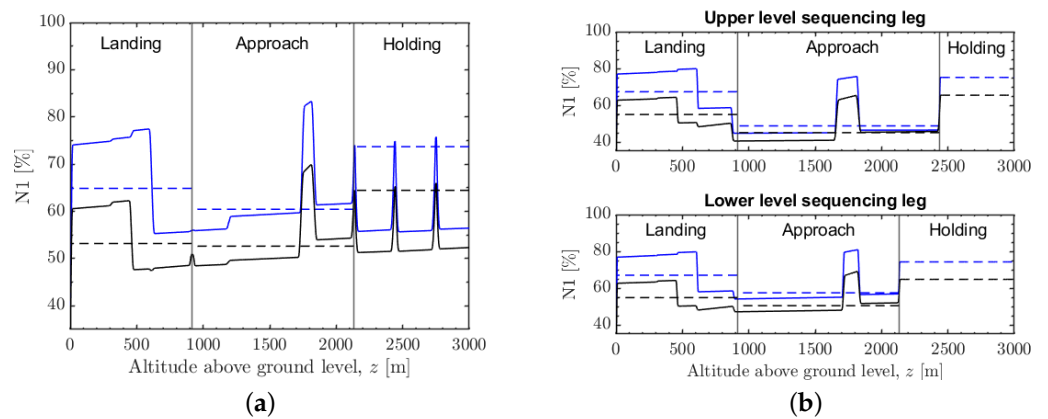 100
90
80
70
60
50
40
N1 [%]
Landing
Approach
Holding
0
500
1000
1500
2000
2500
3000
Altitude above ground level, z [m]
(a)
Upper level sequencing leg
100
80
60
40
N1 [%]
Landing
Approach
Holding
0
500
1000
1500
2000
2500
3000
Lower level sequencing leg
100
80
60
40
N1 [%]
Landing
Approach
Holding
0
500
1000
1500
2000
2500
3000
Altitude above ground level, z [m]
(b)